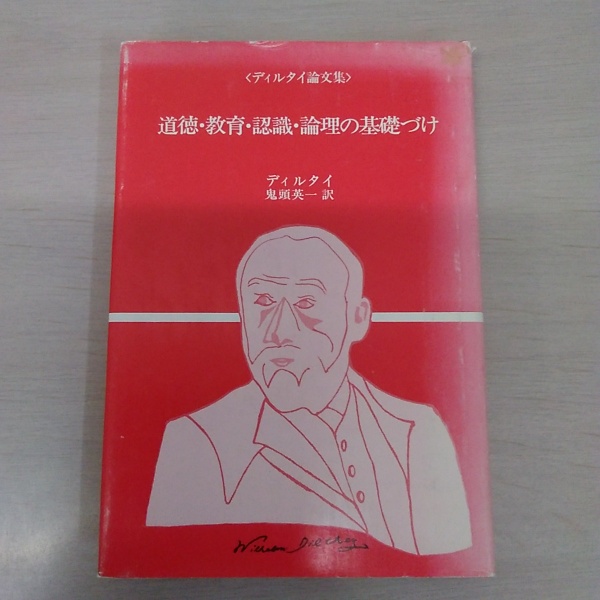 〈ディルタイ論文集〉
道徳・教育・認識・論理の基礎づけ
ディルタイ
鬼頭英一 訳